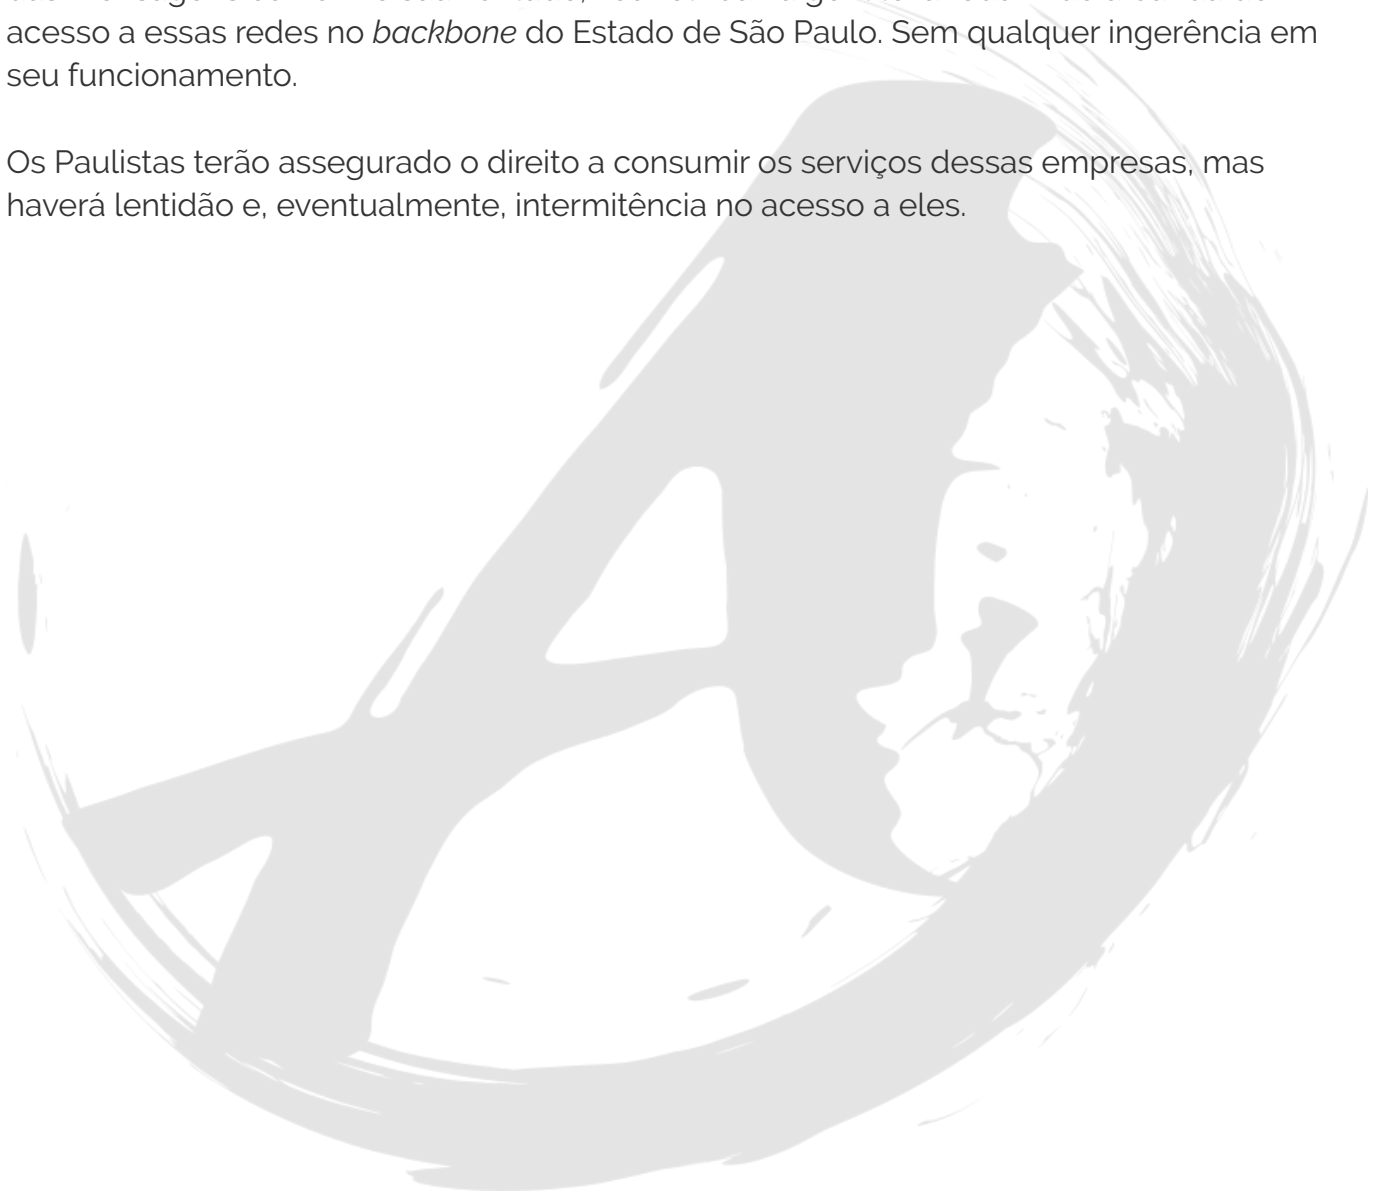 acesso a essas redes no backbone do Estado de São Paulo. Sem qualquer ingerência em
seu funcionamento.
Os Paulistas terão assegurado o direito a consumir os serviços dessas empresas, mas
haverá lentidão e, eventualmente, intermitência no acesso a eles.